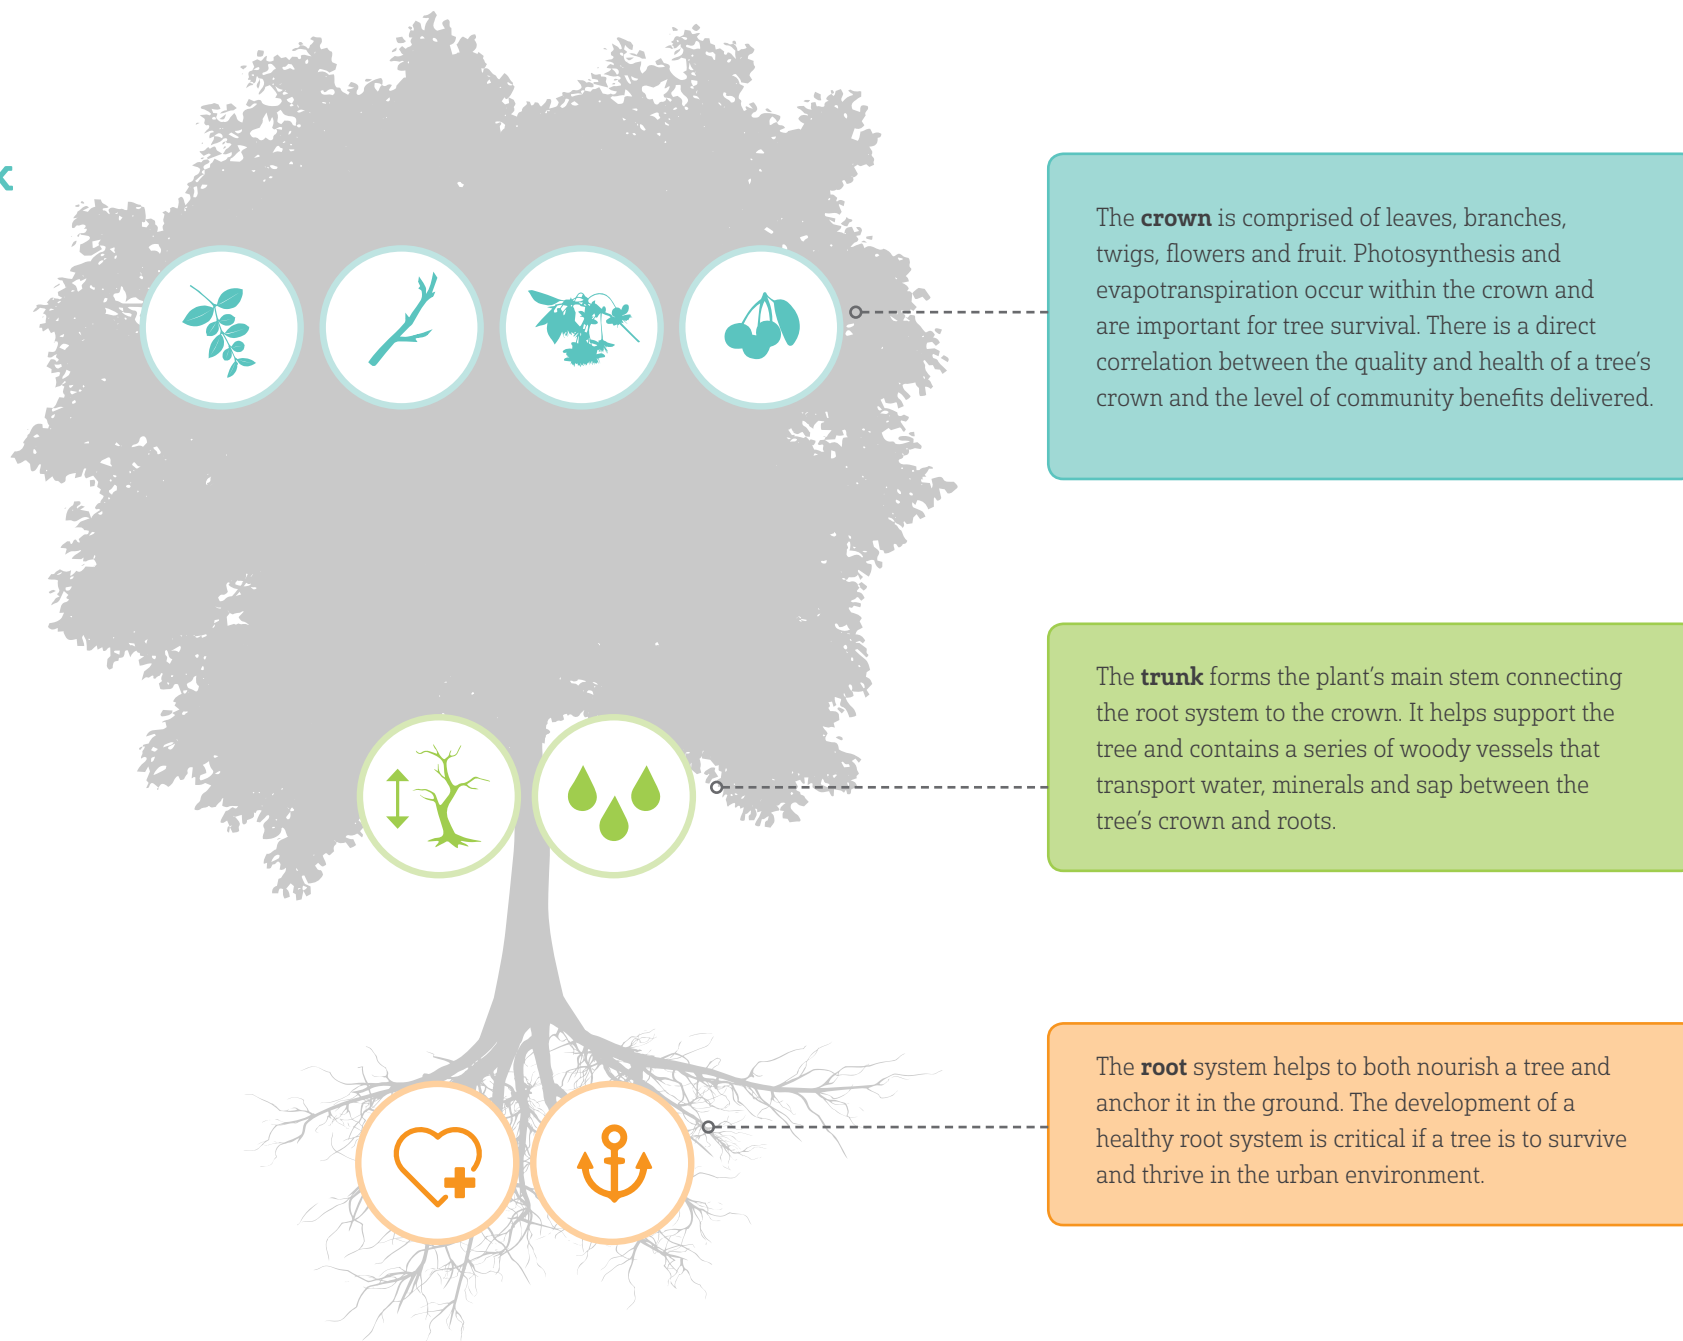 The crown is comprised of leaves, branches,
twigs, flowers and fruit. Photosynthesis and
evapotranspiration occur within the crown and
are important for tree survival. There is a direct
correlation between the quality and health of a tree's
crown and the level of community benefits delivered.
The trunk forms the plant's main stem connecting
the root system to the crown. It helps support the
tree and contains a series of woody vessels that
transport water, minerals and sap between the
tree's crown and roots.
The root system helps to both nourish a tree and
anchor it in the ground. The development of a
healthy root system is critical if a tree is to survive
and thrive in the urban environment.